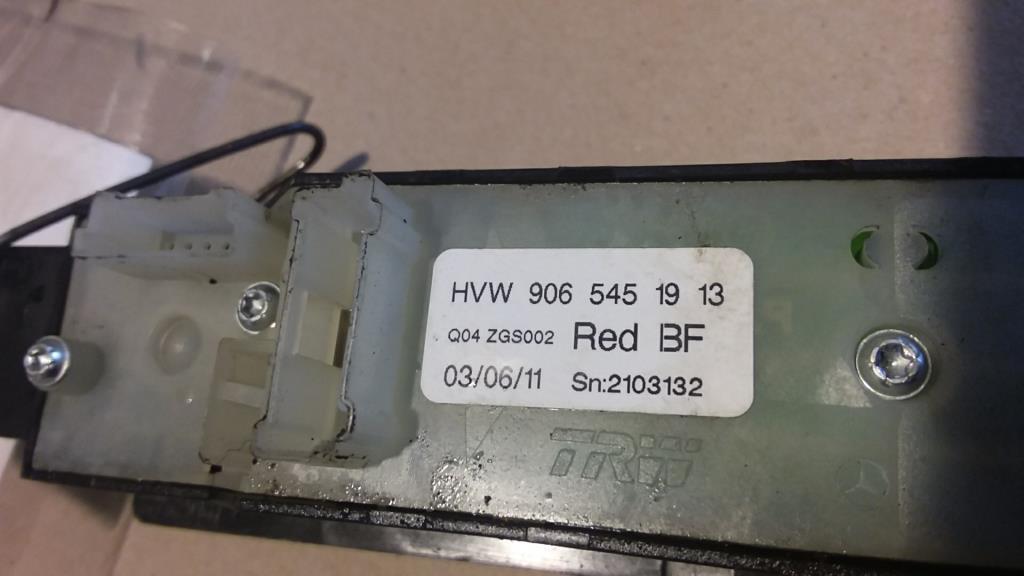 HVW 906 545 19 13
Q04 ZGS002 Red BF
03/06/11 Sn:2103132
TRW